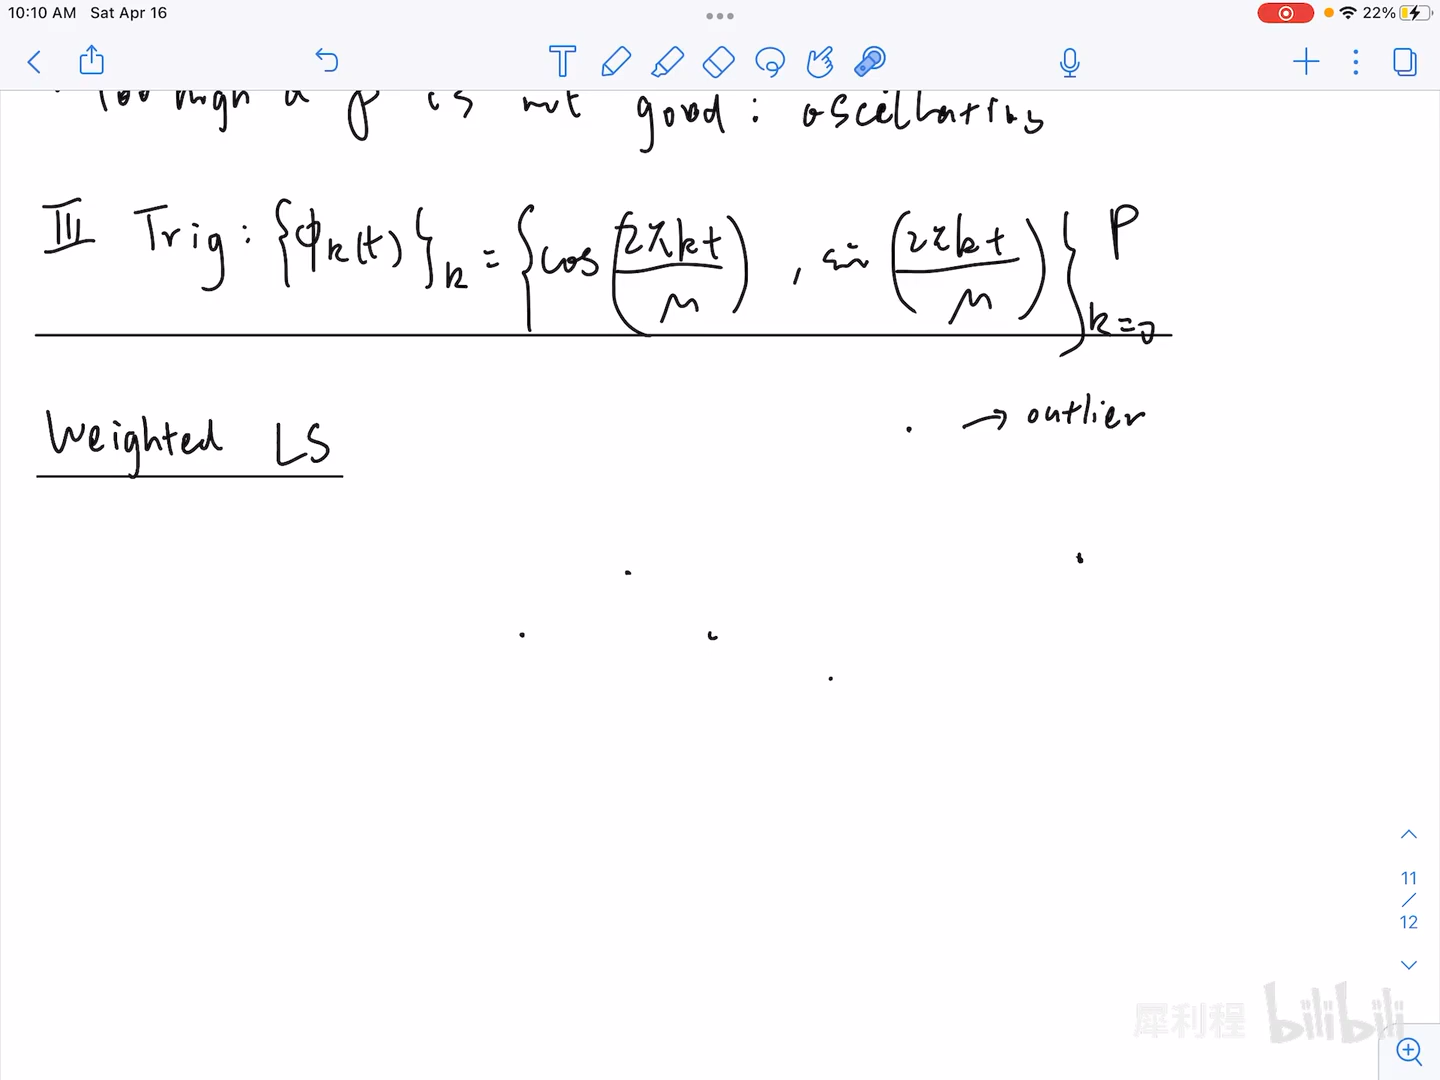 10:10 AM Sat Apr 16
22%
Too high a p is not good : oscillating
III Trig : {ϕk(t)}k = {cos(2πkt/M), sin(2πkt/M)}k=0 P
→ outlier
Weighted LS
11
/
12
犀利程 bilibili